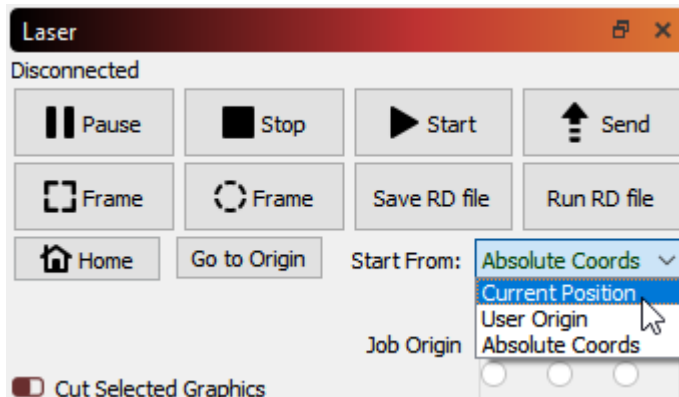 Laser
Disconnected
Pause Stop Start Send
Frame Frame Save RD file Run RD file
Home Go to Origin Start From: Absolute Coords
Current Position
User Origin
Job Origin Absolute Coords
Cut Selected Graphics